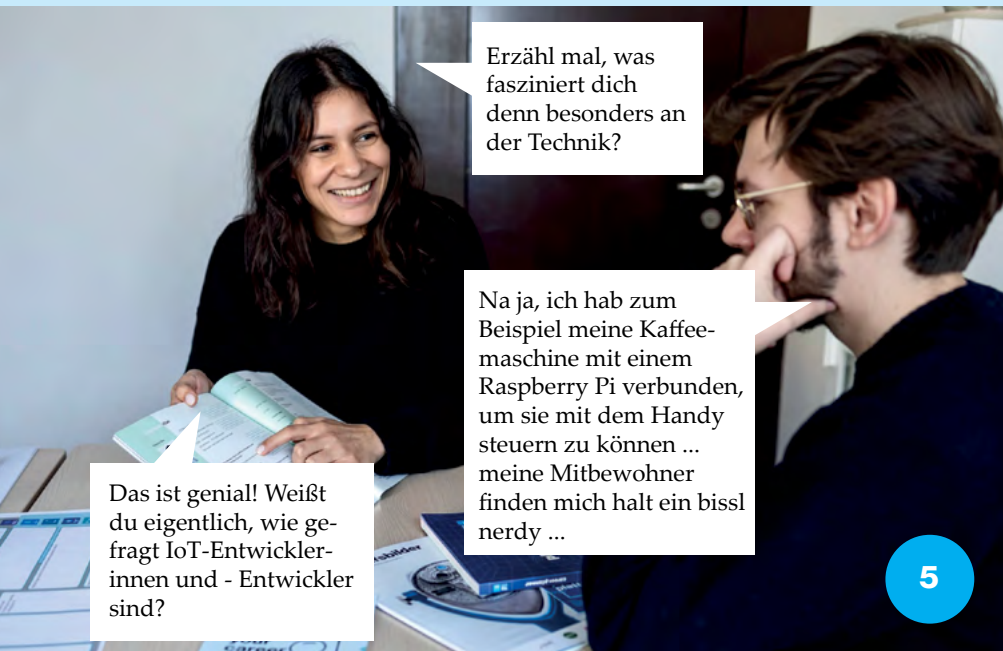 Erzähl mal, was
fasziniert dich
denn besonders an
der Technik?
Na ja, ich hab zum
Beispiel meine Kaffee-
maschine mit einem
Raspberry Pi verbunden,
um sie mit dem Handy
steuern zu können ...
meine Mitbewohner
finden mich halt ein bissl
nerdy ...
Das ist genial! Weißt
du eigentlich, wie ge-
fragt IoT-Entwickler-
innen und - Entwickler
sind?
5